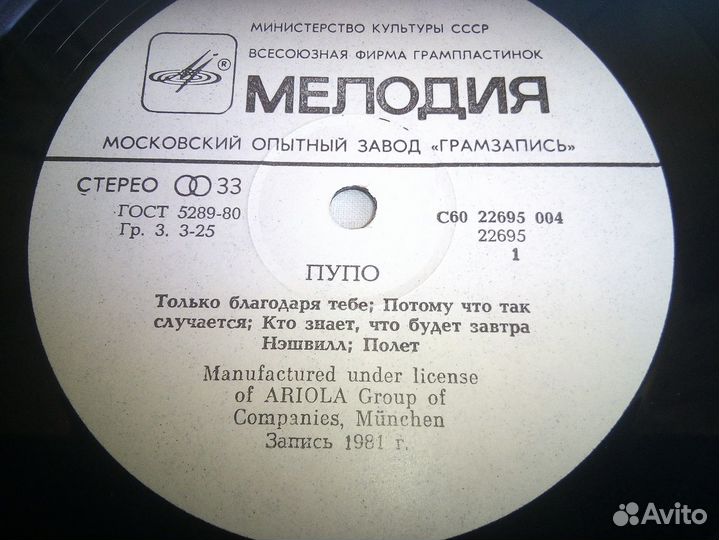 МИНИСТЕРСТВО КУЛЬТУРЫ СССР
ВСЕСОЮЗНАЯ ФИРМА ГРАМПЛАСТИНОК
®
МЕЛОДИЯ
МОСКОВСКИЙ ОПЫТНЫЙ ЗАВОД «ГРАМЗАПИСЬ»
СТЕРЕО 33
ГОСТ 5289-80
Гр. 3. 3-25
С60 22695 004
22695
1
ПУПО
Только благодаря тебе; Потому что так
случается; Кто знает, что будет завтра
Нэшвилл; Полет
Manufactured under license
of ARIOLA Group of
Companies, München
Запись 1981 г.
Avito